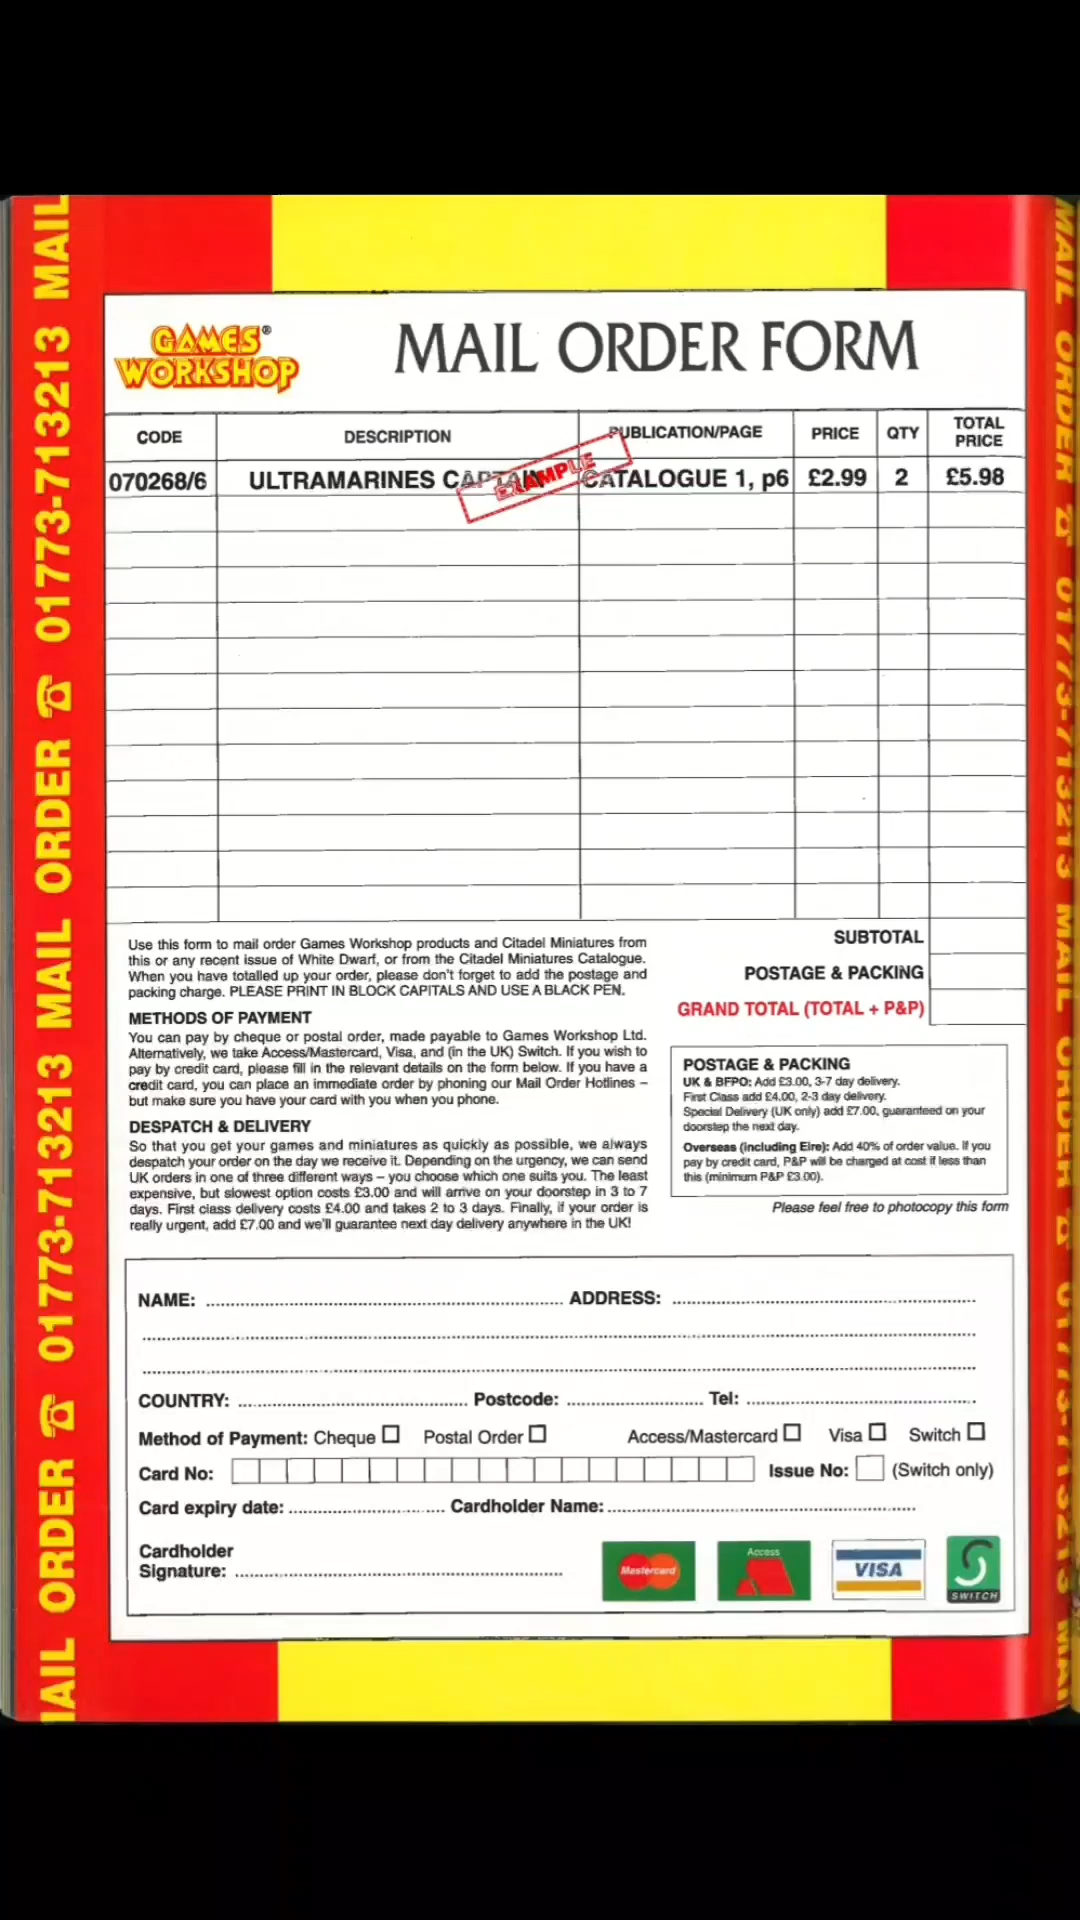 MAIL ORDER ☎ 01773-713213 MAIL ORDER ☎ 01773-713213 MAIL
GAMES®
WORKSHOP
MAIL ORDER FORM
CODE DESCRIPTION PUBLICATION/PAGE PRICE QTY TOTAL PRICE
070268/6 ULTRAMARINES CAPTAIN CATALOGUE 1, p6 £2.99 2 £5.98
EXAMPLE
SUBTOTAL
POSTAGE & PACKING
GRAND TOTAL (TOTAL + P&P)
Use this form to mail order Games Workshop products and Citadel Miniatures from
this or any recent issue of White Dwarf, or from the Citadel Miniatures Catalogue.
When you have totalled up your order, please don't forget to add the postage and
packing charge. PLEASE PRINT IN BLOCK CAPITALS AND USE A BLACK PEN.
METHODS OF PAYMENT
You can pay by cheque or postal order, made payable to Games Workshop Ltd.
Alternatively, we take Access/Mastercard, Visa, and (in the UK) Switch. If you wish to
pay by credit card, please fill in the relevant details on the form below. If you have a
credit card, you can place an immediate order by phoning our Mail Order Hotlines –
but make sure you have your card with you when you phone.
DESPATCH & DELIVERY
So that you get your games and miniatures as quickly as possible, we always
despatch your order on the day we receive it. Depending on the urgency, we can send
UK orders in one of three different ways – you choose which one suits you. The least
expensive, but slowest option costs £3.00 and will arrive on your doorstep in 3 to 7
days. First class delivery costs £4.00 and takes 2 to 3 days. Finally, if your order is
really urgent, add £7.00 and we'll guarantee next day delivery anywhere in the UK!
POSTAGE & PACKING
UK & BFPO: Add £3.00, 3-7 day delivery.
First Class add £4.00, 2-3 day delivery.
Special Delivery (UK only) add £7.00, guaranteed on your
doorstep the next day.
Overseas (including Eire): Add 40% of order value. If you
pay by credit card, P&P will be charged at cost if less than
this (minimum P&P £3.00).
Please feel free to photocopy this form
NAME: ADDRESS:
COUNTRY: Postcode: Tel:
Method of Payment: Cheque Postal Order Access/Mastercard Visa Switch
Card No: Issue No: (Switch only)
Card expiry date: Cardholder Name:
Cardholder
Signature:
Mastercard Access VISA SWITCH
MAIL ORDER ☎ 01773-713213 MAIL ORDER ☎ 01773-713213 MAIL